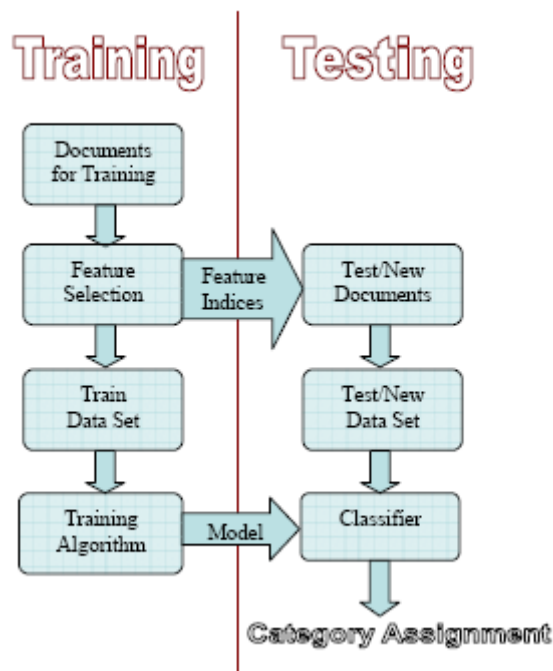 Training
Documents
for Training
Feature
Selection
Train
Data Set
Training
Algorithm
Feature
Indices
Model
Testing
Test/New
Documents
Test/New
Data Set
Classifier
Category Assignment